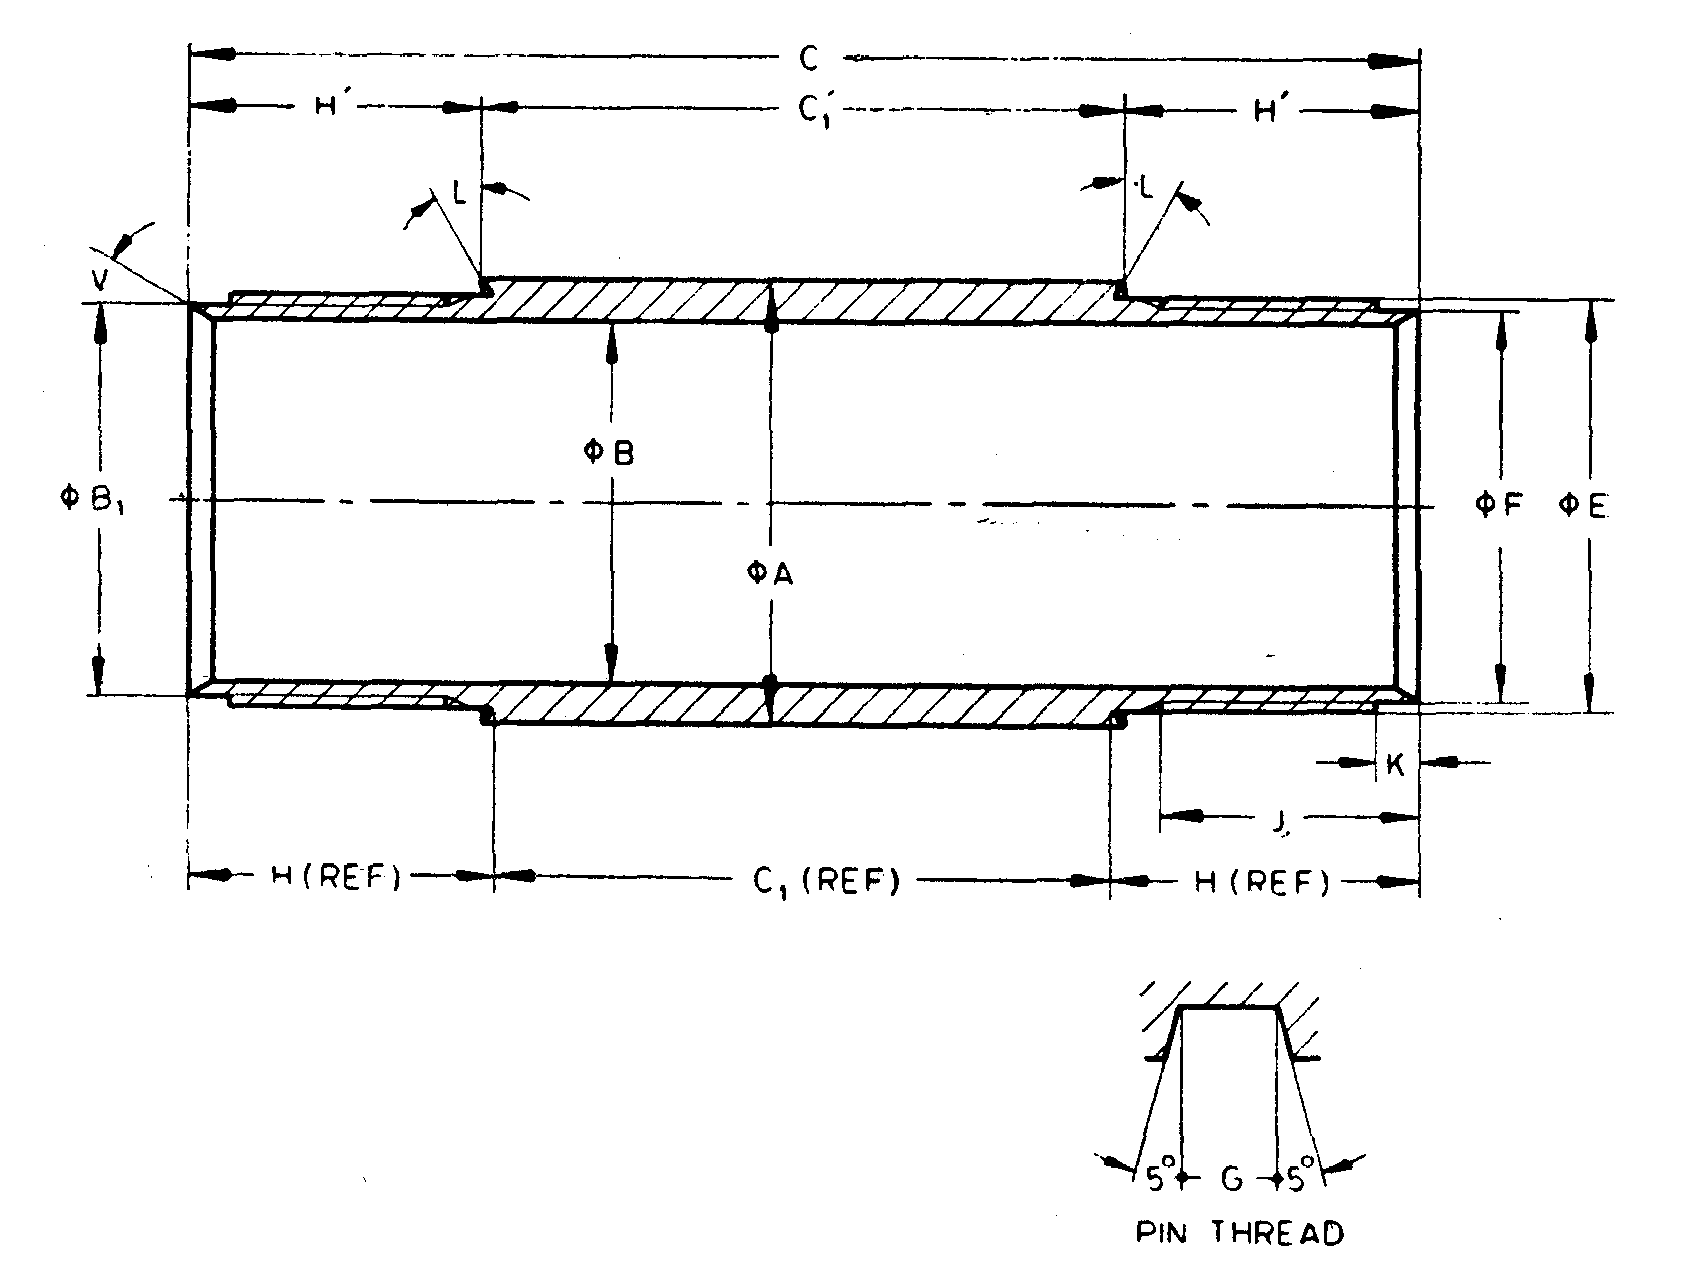 C
H' C₁' H'
L L
V
ΦB
ΦB₁ ΦF ΦE
ΦA
K
J
H (REF) C₁ (REF) H (REF)
5° G 5°
PIN THREAD